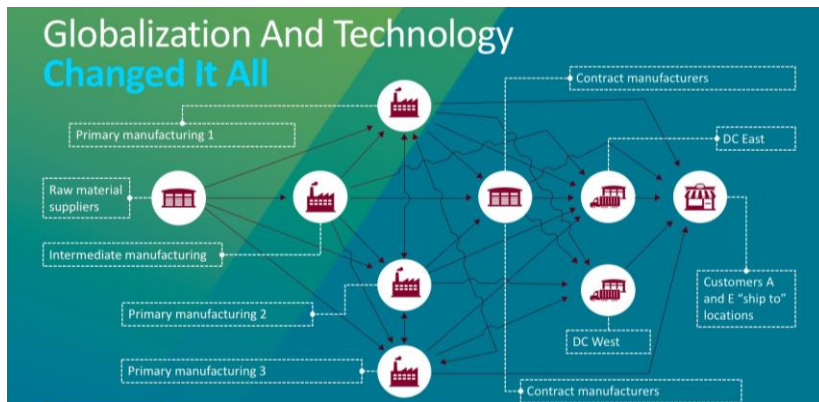 Globalization And Technology
Changed It All
Contract manufacturers
Primary manufacturing 1
DC East
Raw material
suppliers
Intermediate manufacturing
Customers A
and E “ship to”
locations
Primary manufacturing 2
DC West
Primary manufacturing 3
Contract manufacturers